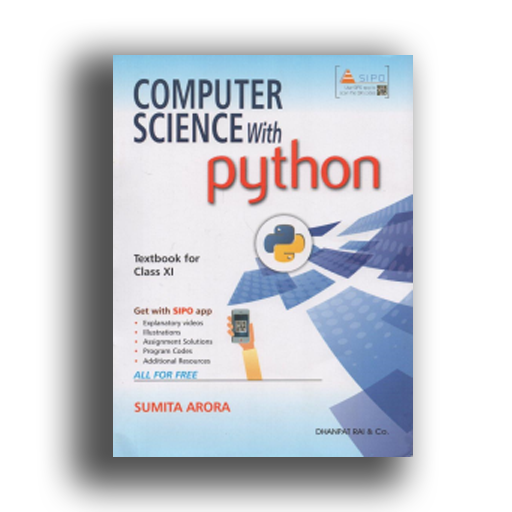 SIPO
COMPUTER
SCIENCE With
python
Textbook for
Class XI
Get with SIPO app
• Explanatory videos
• Illustrations
• Assignment Solutions
• Program Codes
• Additional Resources
ALL FOR FREE
SUMITA ARORA
DHANPAT RAI & Co.